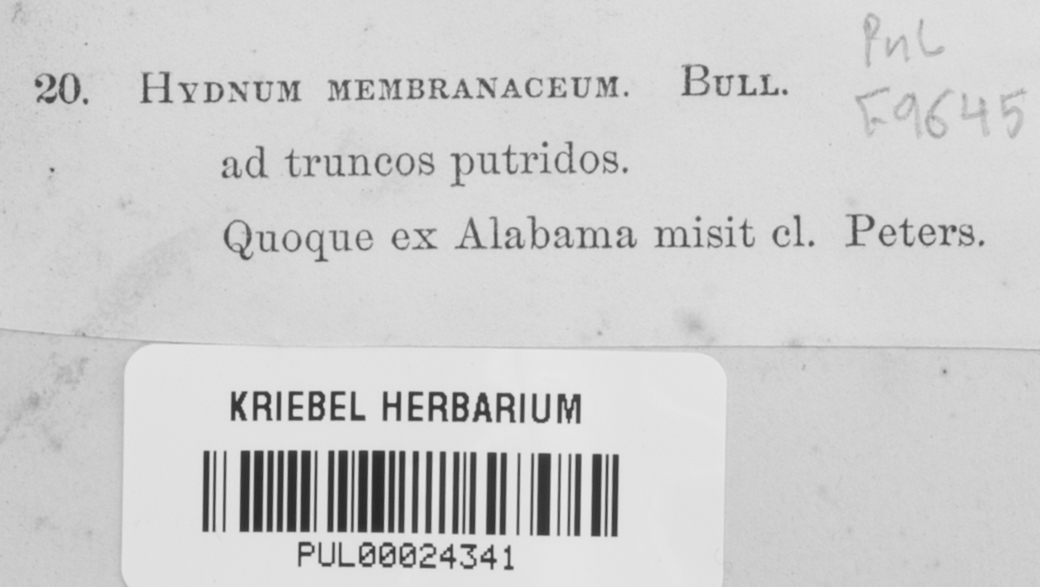 20. HYDNUM MEMBRANACEUM. BULL.
ad truncos putridos.
Quoque ex Alabama misit cl. Peters.
PUL
F9645
KRIEBEL HERBARIUM
PUL00024341